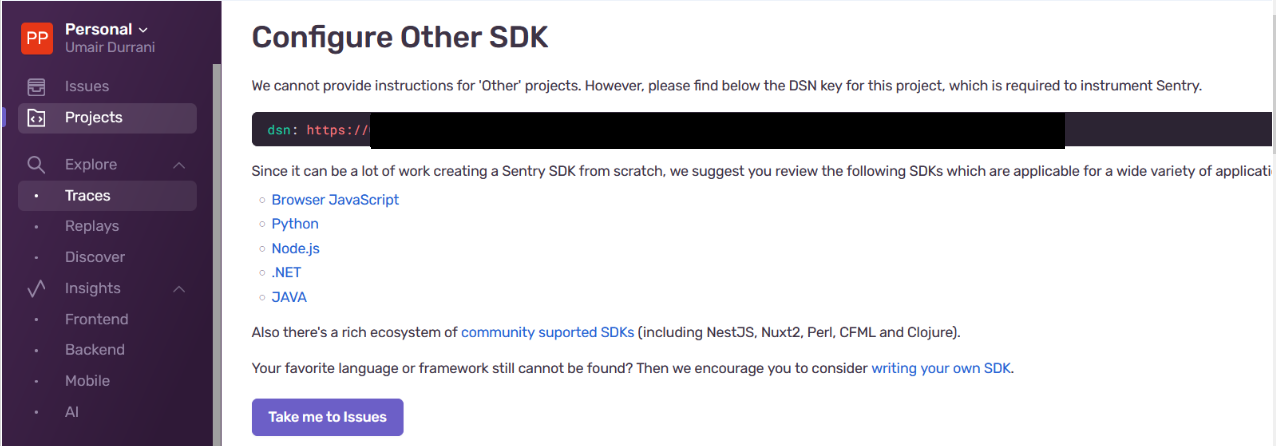 PP
Personal
Umair Durrani
Issues
Projects
Explore
Traces
Replays
Discover
Insights
Frontend
Backend
Mobile
AI
Configure Other SDK
We cannot provide instructions for 'Other' projects. However, please find below the DSN key for this project, which is required to instrument Sentry.
dsn: https://
Since it can be a lot of work creating a Sentry SDK from scratch, we suggest you review the following SDKs which are applicable for a wide variety of applicati
Browser JavaScript
Python
Node.js
.NET
JAVA
Also there's a rich ecosystem of community suported SDKs (including NestJS, Nuxt2, Perl, CFML and Clojure).
Your favorite language or framework still cannot be found? Then we encourage you to consider writing your own SDK.
Take me to Issues